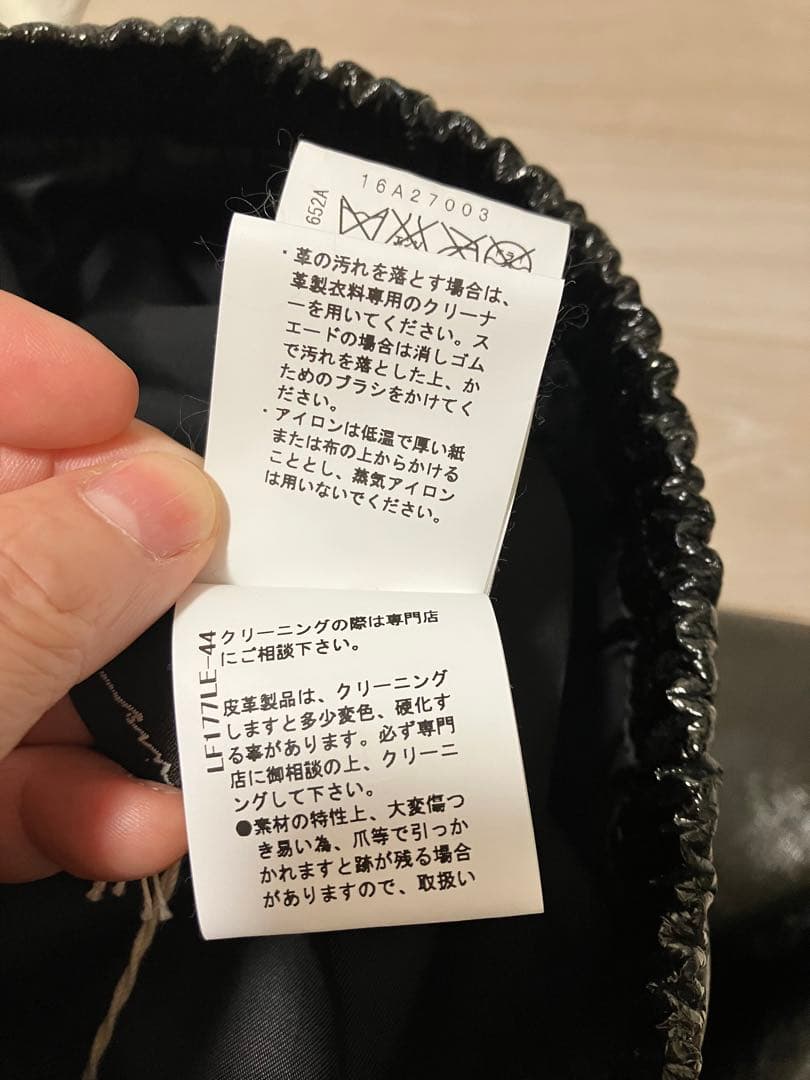 16A27003
652A
・革の汚れを落とす場合は、
革製衣料専用のクリーナ
ーを用いてください。ス
エードの場合は消しゴム
で汚れを落とした上、か
ためのブラシをかけてく
ださい。
・アイロンは低温で厚い紙
または布の上からかける
こととし、蒸気アイロン
は用いないでください。
LF177LE-44
クリーニングの際は専門店
にご相談下さい。
皮革製品は、クリーニング
しますと多少変色、硬化す
る事があります。必ず専門
店に御相談の上、クリーニ
ングして下さい。
●素材の特性上、大変傷つ
き易い為、爪等で引っか
かれますと跡が残る場合
がありますので、取扱い